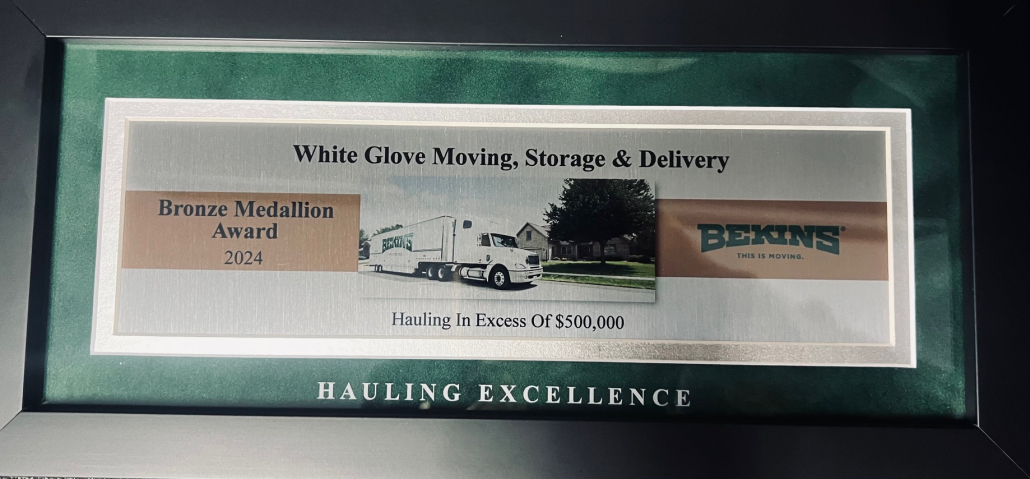 White Glove Moving, Storage & Delivery
Bronze Medallion
Award
2024
BEKINS
BEKINS®
THIS IS MOVING.
Hauling In Excess Of $500,000
HAULING EXCELLENCE